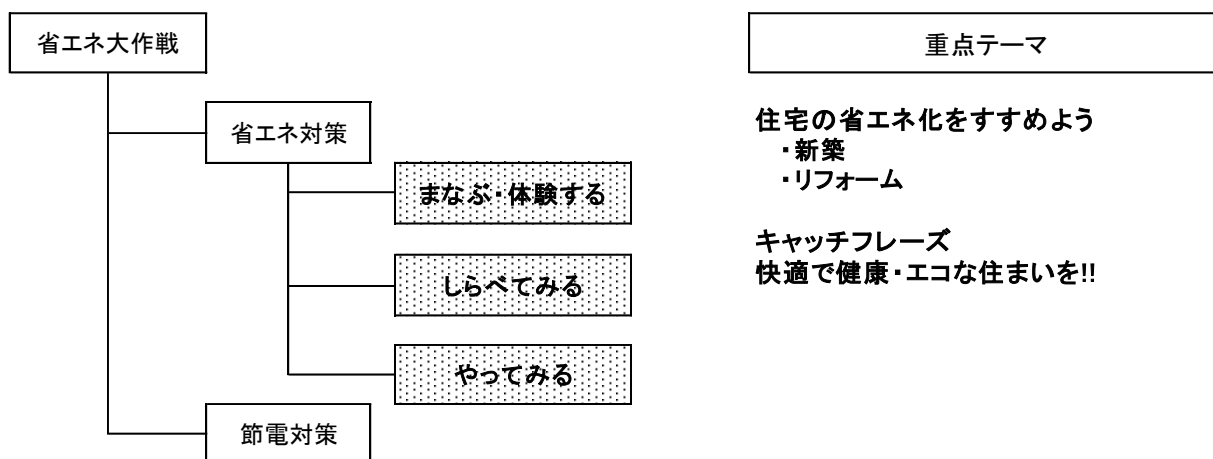 省エネ大作戦
省エネ対策
まなぶ・体験する
しらべてみる
やってみる
節電対策
重点テーマ
住宅の省エネ化をすすめよう
・新築
・リフォーム
キャッチフレーズ
快適で健康・エコな住まいを!!